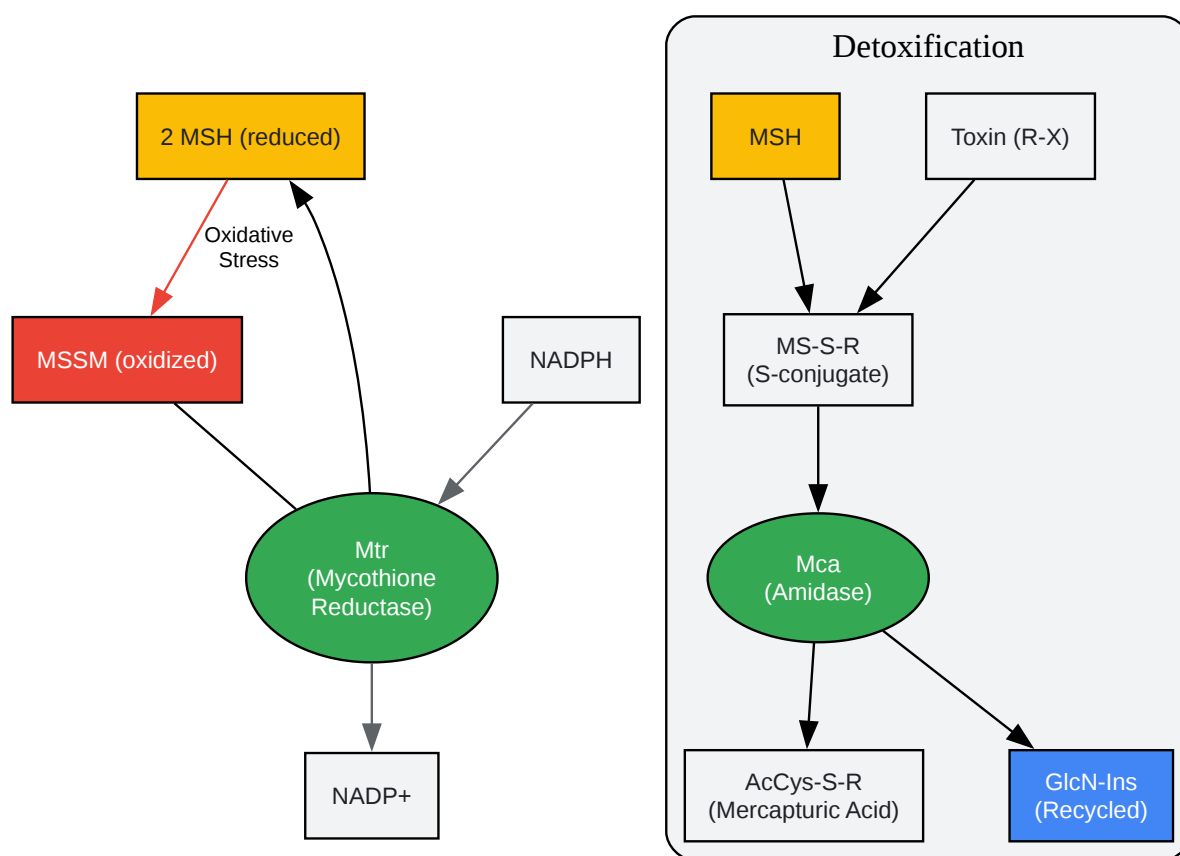 Detoxification
2 MSH (reduced)
MSH
Toxin (R-X)
Oxidative
Stress
MSSM (oxidized)
NADPH
MS-S-R
(S-conjugate)
Mtr
(Mycothione
Reductase)
Mca
(Amidase)
NADP+
AcCys-S-R
(Mercapturic Acid)
GlcN-Ins
(Recycled)